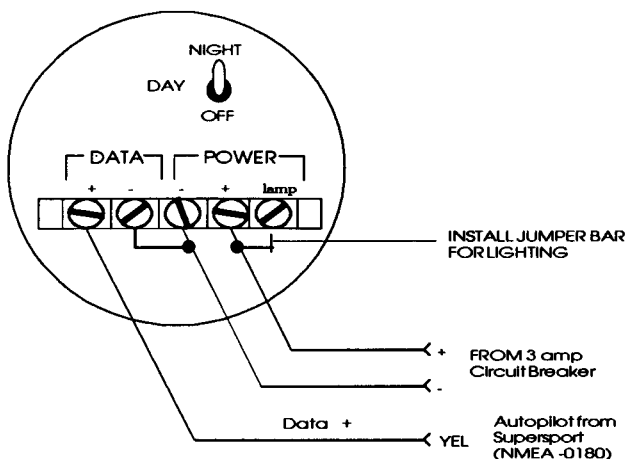 NIGHT
DAY
OFF
DATA POWER
+ - - + lamp
INSTALL JUMPER BAR
FOR LIGHTING
+ FROM 3 amp
Circuit Breaker
-
Data +
YEL Autopilot from
Supersport
(NMEA -0180)